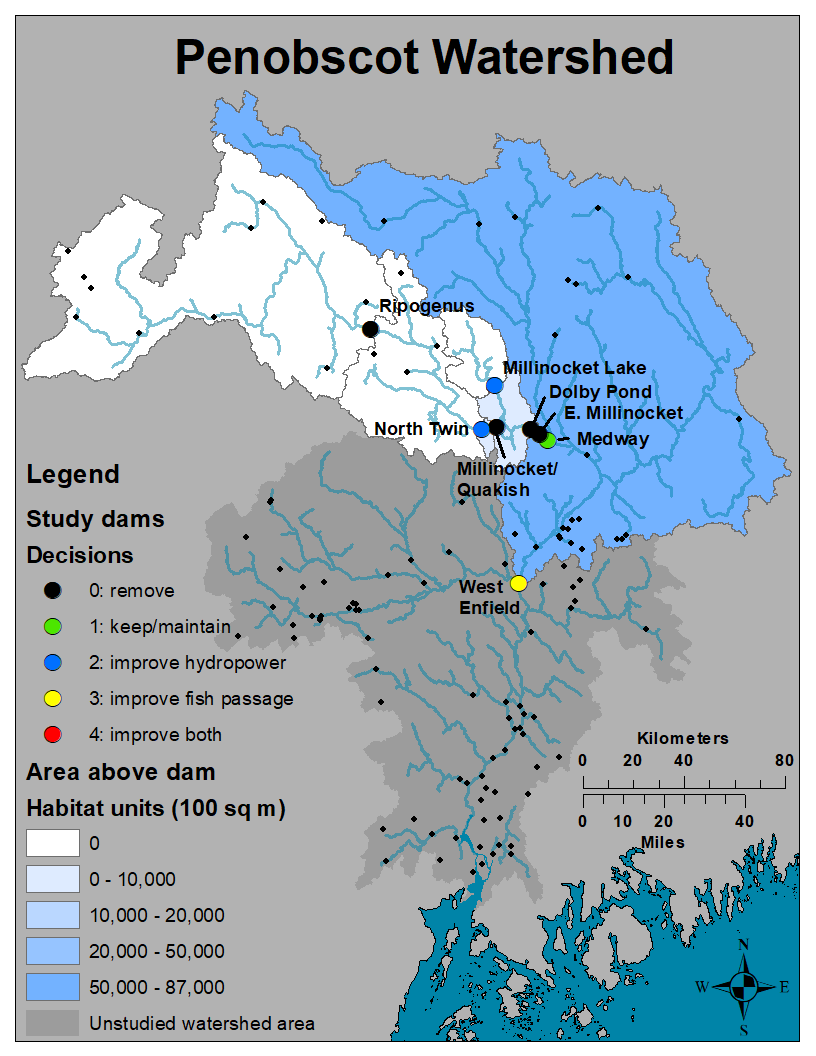 Penobscot Watershed
Ripogenus
Millinocket Lake
Dolby Pond
E. Millinocket
North Twin
Medway
Millinocket/
Quakish
West
Enfield
Legend
Study dams
Decisions
0: remove
1: keep/maintain
2: improve hydropower
3: improve fish passage
4: improve both
Area above dam
Habitat units (100 sq m)
0
0 - 10,000
10,000 - 20,000
20,000 - 50,000
50,000 - 87,000
Unstudied watershed area
Kilometers
0 20 40 80
0 10 20 40
Miles
N
W E
S